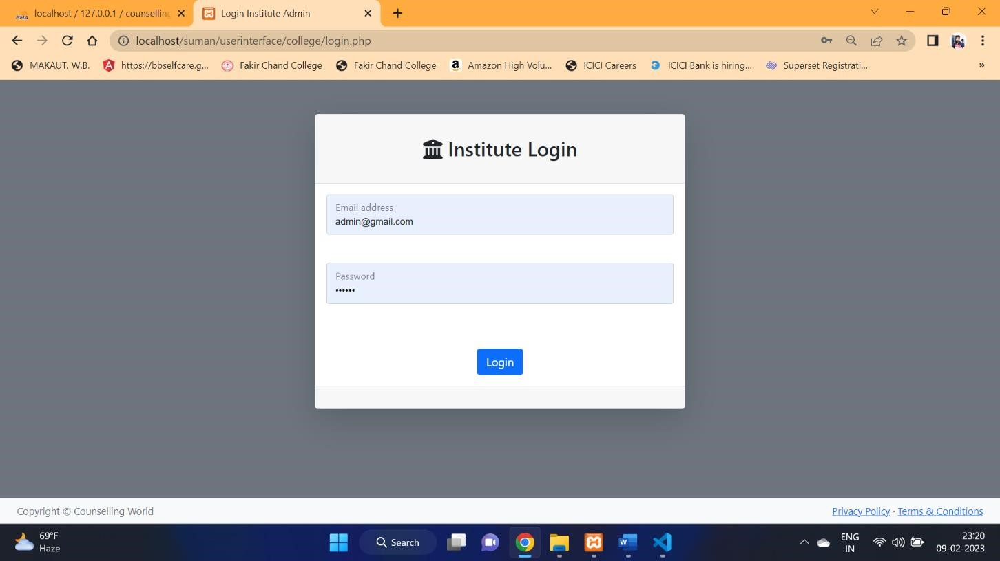 PMA localhost / 127.0.0.1 / counselling
Login Institute Admin
localhost/suman/userinterface/college/login.php
MAKAUT, W.B. https://bbselfcare.g... Fakir Chand College Fakir Chand College Amazon High Volu... ICICI Careers ICICI Bank is hiring... Superset Registrati... »
Institute Login
Email address
admin@gmail.com
Password
••••••
Login
Copyright © Counselling World
Privacy Policy · Terms & Conditions
69°F
Haze
Search
ENG
IN
23:20
09-02-2023